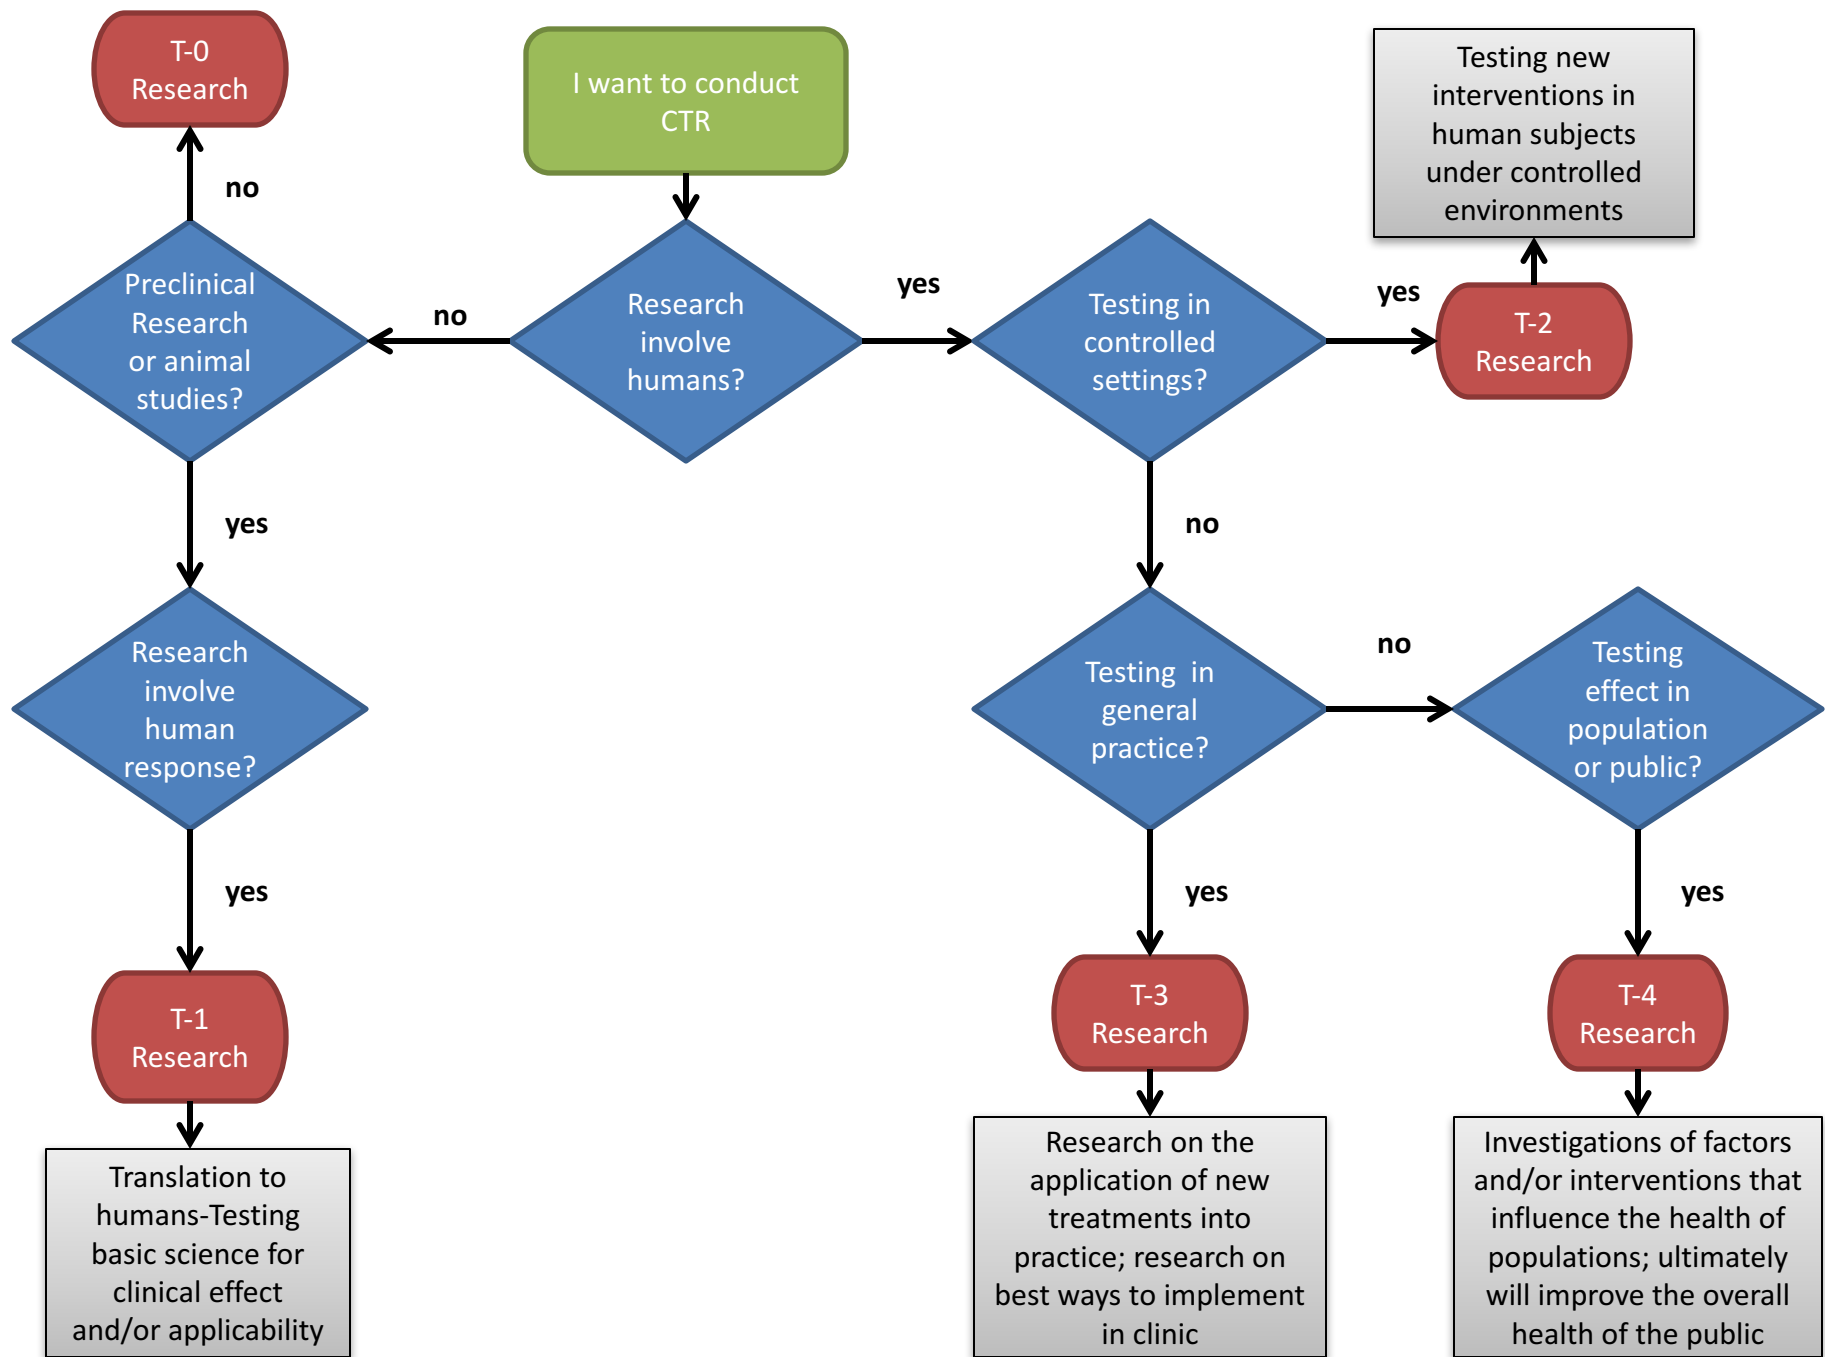 T-0
Research
I want to conduct
CTR
Testing new
interventions in
human subjects
under controlled
environments
no
Preclinical
Research
or animal
studies?
no
Research
involve
humans?
yes
Testing in
controlled
settings?
yes
T-2
Research
yes
no
Research
involve
human
response?
Testing  in
general
practice?
no
Testing
effect in
population
or public?
yes
yes
yes
T-1
Research
T-3
Research
T-4
Research
Translation to
humans-Testing
basic science for
clinical effect
and/or applicability
Research on the
application of new
treatments into
practice; research on
best ways to implement
in clinic
Investigations of factors
and/or interventions that
influence the health of
populations; ultimately
will improve the overall
health of the public